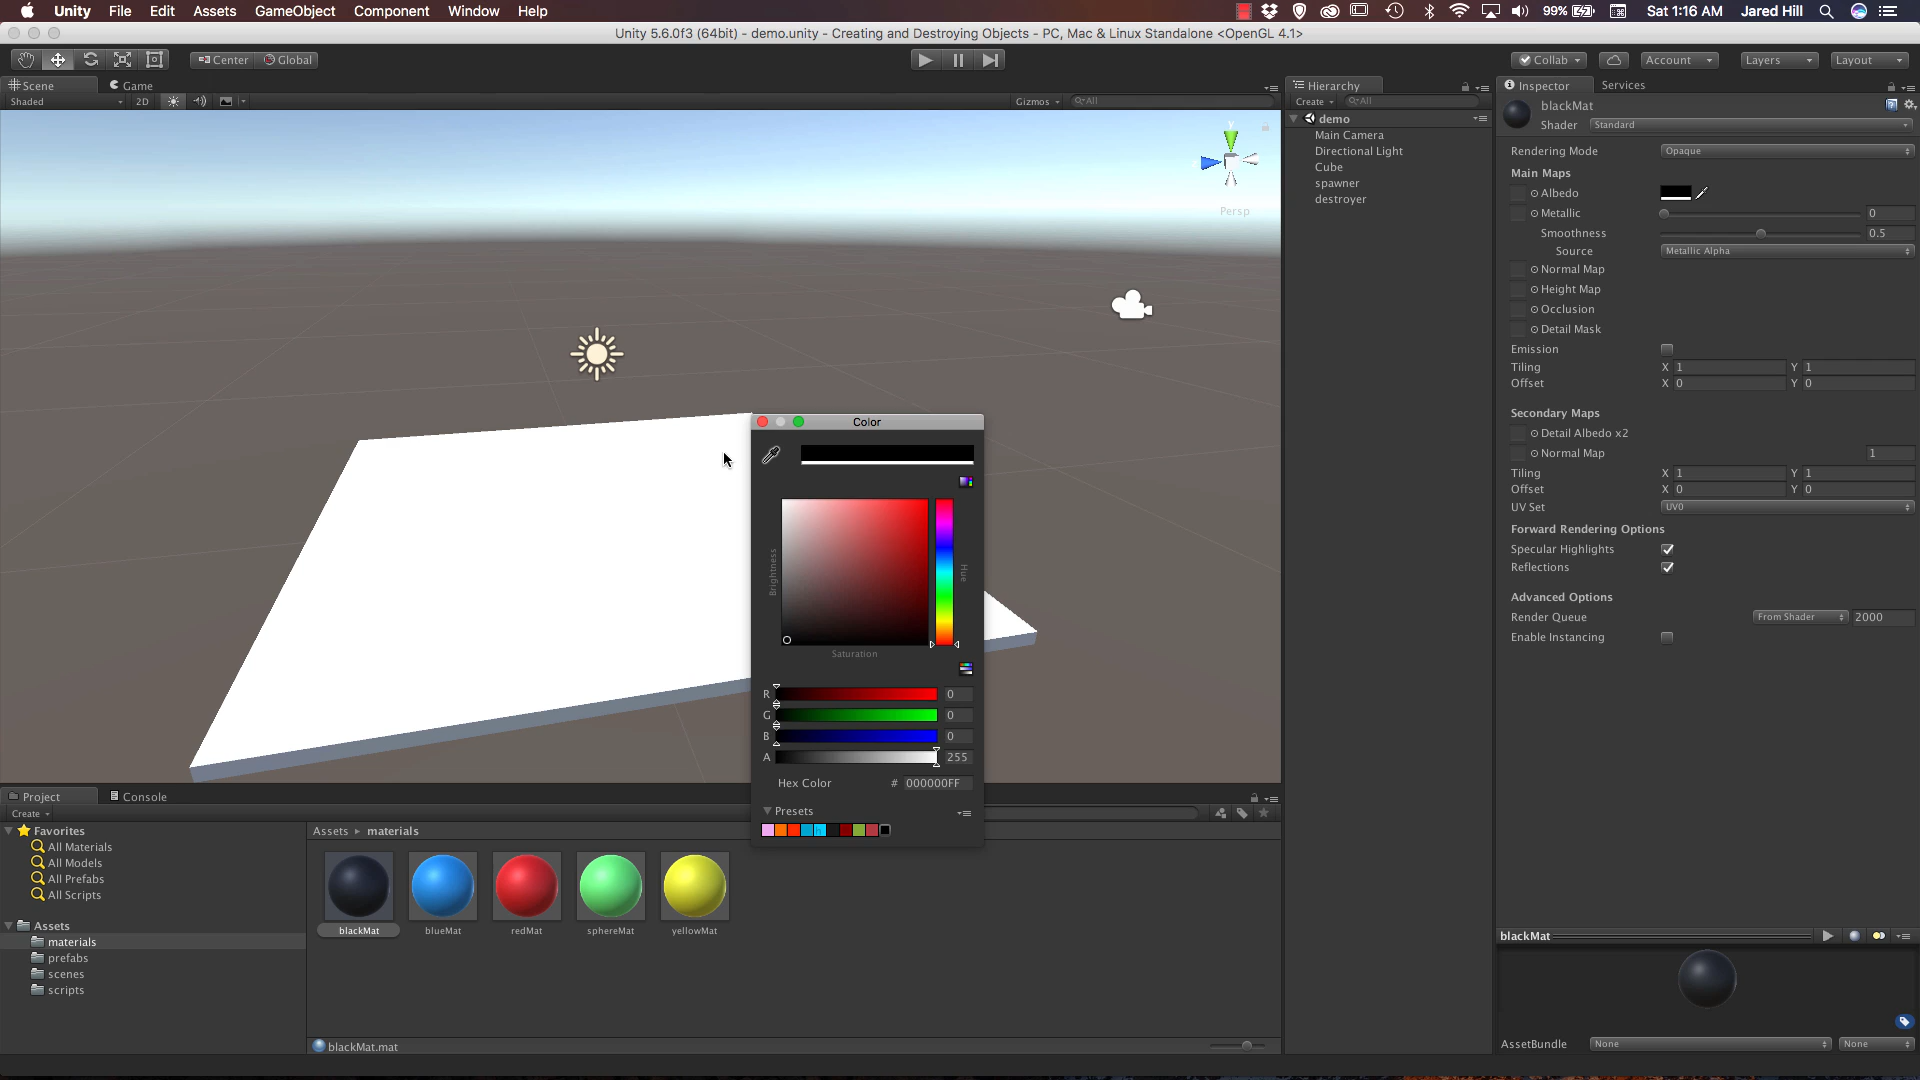 Unity File Edit Assets GameObject Component Window Help 99% Sat 1:16 AM Jared Hill
Unity 5.6.0f3 (64bit) - demo.unity - Creating and Destroying Objects - PC, Mac & Linux Standalone <OpenGL 4.1>
Center Global Collab Account Layers Layout
Scene Game
Shaded 2D Gizmos All
Hierarchy
Create All
demo
Main Camera
Directional Light
Cube
spawner
destroyer
y
Persp
Inspector Services
blackMat
Shader Standard
Rendering Mode Opaque
Main Maps
Albedo
Metallic 0
Smoothness 0.5
Source Metallic Alpha
Normal Map
Height Map
Occlusion
Detail Mask
Emission
Tiling X 1 Y 1
Offset X 0 Y 0
Secondary Maps
Detail Albedo x2
Normal Map 1
Tiling X 1 Y 1
Offset X 0 Y 0
UV Set UV0
Forward Rendering Options
Specular Highlights
Reflections
Advanced Options
Render Queue From Shader 2000
Enable Instancing
Color
Brightness
Hue
Saturation
R 0
G 0
B 0
A 255
Hex Color # 000000FF
Presets
Project Console
Create
Favorites
All Materials
All Models
All Prefabs
All Scripts
Assets
materials
prefabs
scenes
scripts
Assets materials
blackMat blueMat redMat sphereMat yellowMat
blackMat.mat
blackMat
AssetBundle None None